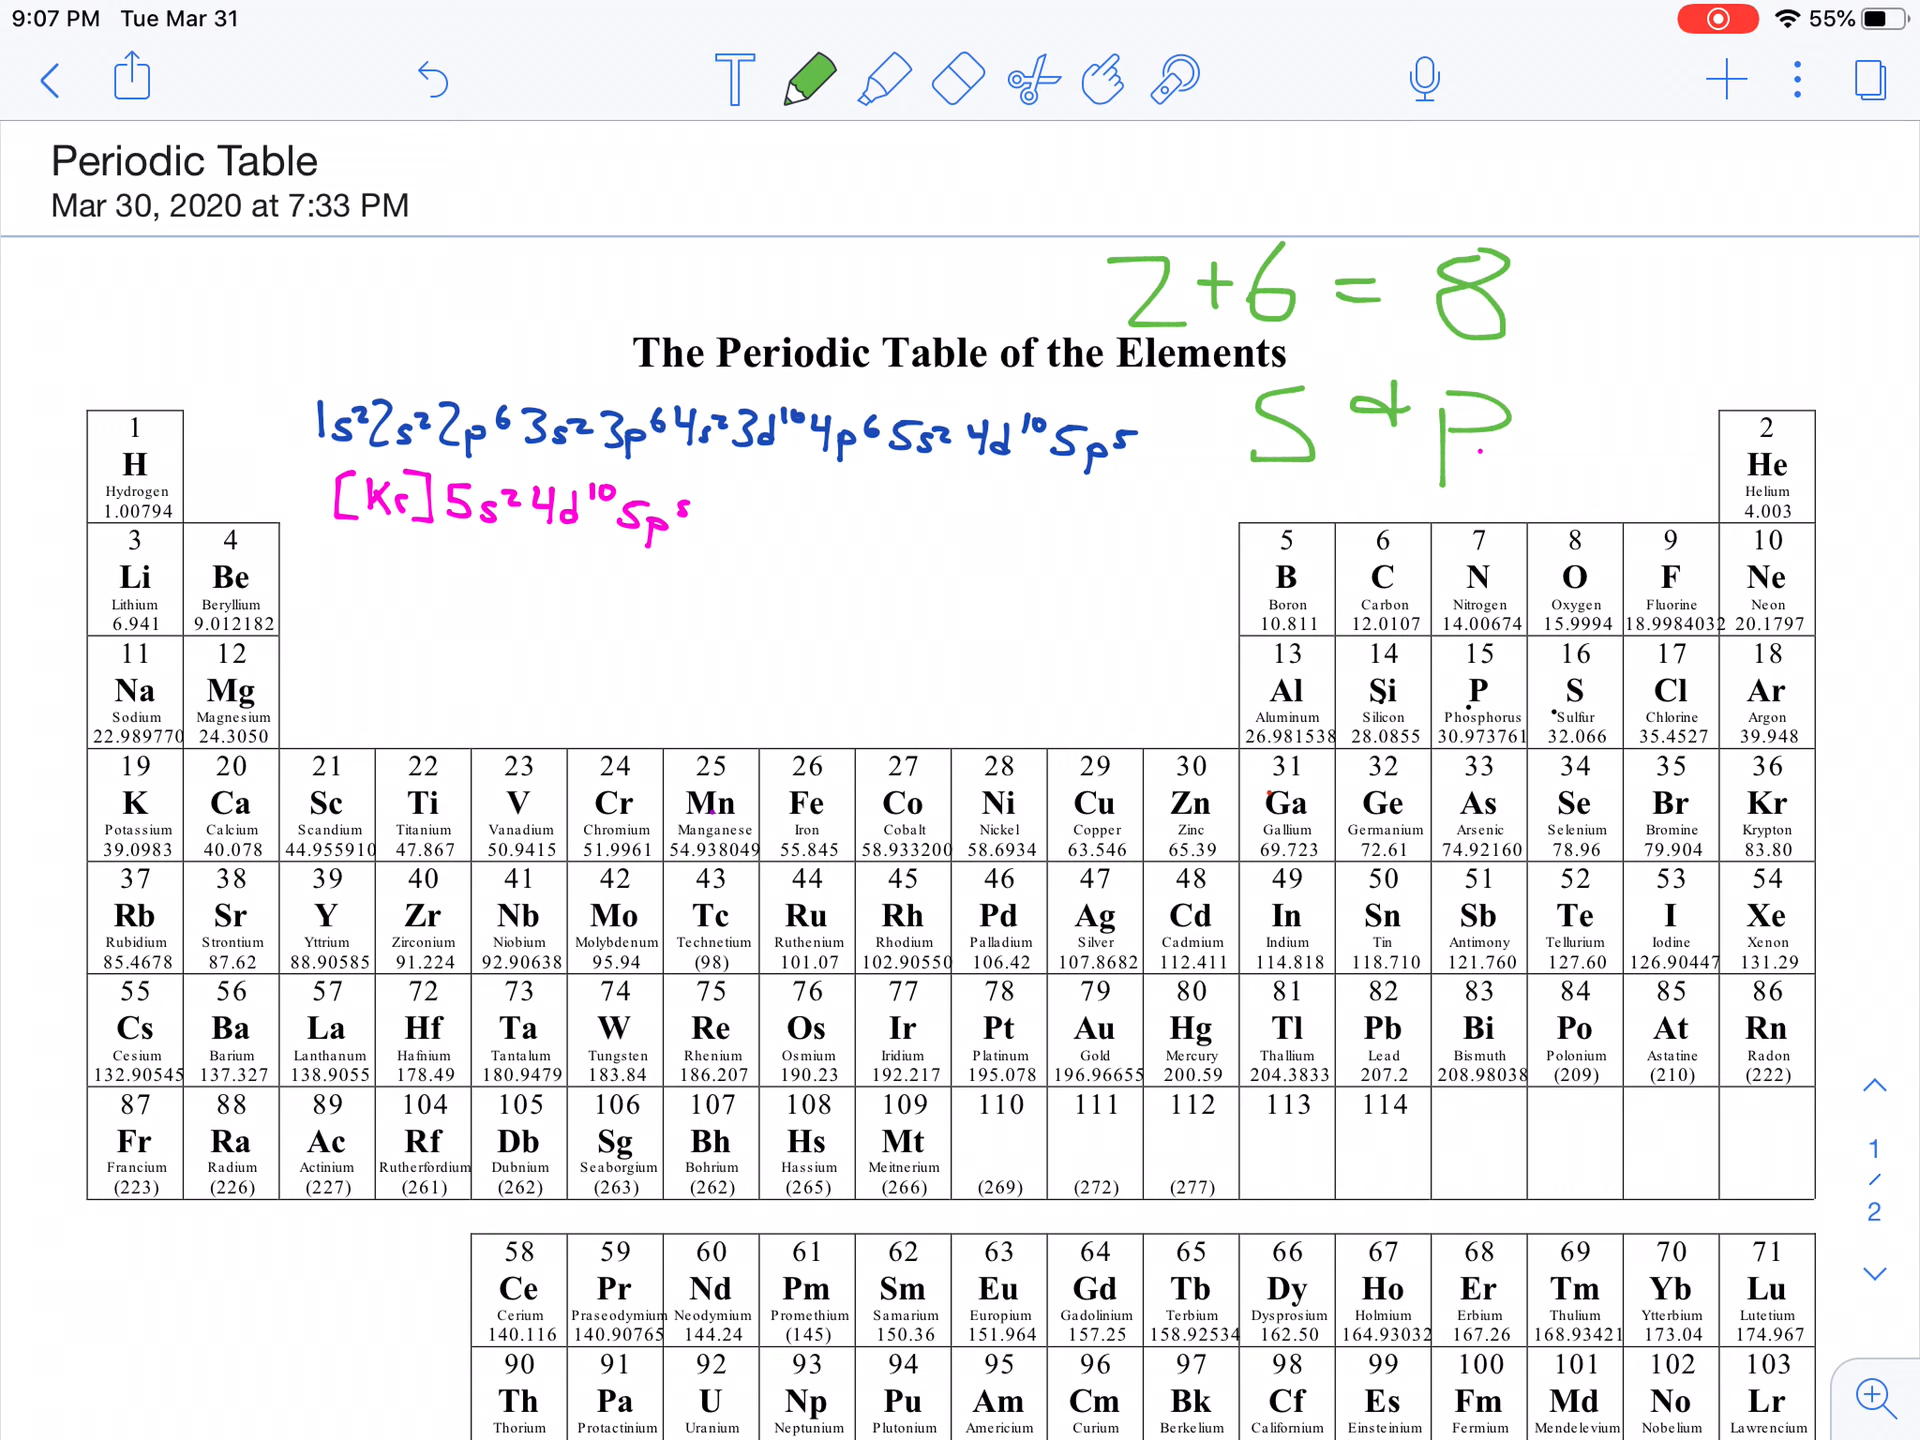 9:07 PM Tue Mar 31 55%
Periodic Table
Mar 30, 2020 at 7:33 PM
2+6 = 8
The Periodic Table of the Elements
S + P
1s²2s²2p⁶3s²3p⁶4s²3d¹⁰4p⁶5s²4d¹⁰5p⁵
[Kr]5s²4d¹⁰5p⁵
1 2
H He
Hydrogen Helium
1.00794 4.003
3 4 5 6 7 8 9 10
Li Be B C N O F Ne
Lithium Beryllium Boron Carbon Nitrogen Oxygen Fluorine Neon
6.941 9.012182 10.811 12.0107 14.00674 15.9994 18.9984032 20.1797
11 12 13 14 15 16 17 18
Na Mg Al Si P S Cl Ar
Sodium Magnesium Aluminum Silicon Phosphorus Sulfur Chlorine Argon
22.989770 24.3050 26.981538 28.0855 30.973761 32.066 35.4527 39.948
19 20 21 22 23 24 25 26 27 28 29 30 31 32 33 34 35 36
K Ca Sc Ti V Cr Mn Fe Co Ni Cu Zn Ga Ge As Se Br Kr
Potassium Calcium Scandium Titanium Vanadium Chromium Manganese Iron Cobalt Nickel Copper Zinc Gallium Germanium Arsenic Selenium Bromine Krypton
39.0983 40.078 44.955910 47.867 50.9415 51.9961 54.938049 55.845 58.933200 58.6934 63.546 65.39 69.723 72.61 74.92160 78.96 79.904 83.80
37 38 39 40 41 42 43 44 45 46 47 48 49 50 51 52 53 54
Rb Sr Y Zr Nb Mo Tc Ru Rh Pd Ag Cd In Sn Sb Te I Xe
Rubidium Strontium Yttrium Zirconium Niobium Molybdenum Technetium Ruthenium Rhodium Palladium Silver Cadmium Indium Tin Antimony Tellurium Iodine Xenon
85.4678 87.62 88.90585 91.224 92.90638 95.94 (98) 101.07 102.90550 106.42 107.8682 112.411 114.818 118.710 121.760 127.60 126.90447 131.29
55 56 57 72 73 74 75 76 77 78 79 80 81 82 83 84 85 86
Cs Ba La Hf Ta W Re Os Ir Pt Au Hg Tl Pb Bi Po At Rn
Cesium Barium Lanthanum Hafnium Tantalum Tungsten Rhenium Osmium Iridium Platinum Gold Mercury Thallium Lead Bismuth Polonium Astatine Radon
132.90545 137.327 138.9055 178.49 180.9479 183.84 186.207 190.23 192.217 195.078 196.96655 200.59 204.3833 207.2 208.98038 (209) (210) (222)
87 88 89 104 105 106 107 108 109 110 111 112 113 114
Fr Ra Ac Rf Db Sg Bh Hs Mt
Francium Radium Actinium Rutherfordium Dubnium Seaborgium Bohrium Hassium Meitnerium
(223) (226) (227) (261) (262) (263) (262) (265) (266) (269) (272) (277)
1
/
2
58 59 60 61 62 63 64 65 66 67 68 69 70 71
Ce Pr Nd Pm Sm Eu Gd Tb Dy Ho Er Tm Yb Lu
Cerium Praseodymium Neodymium Promethium Samarium Europium Gadolinium Terbium Dysprosium Holmium Erbium Thulium Ytterbium Lutetium
140.116 140.90765 144.24 (145) 150.36 151.964 157.25 158.92534 162.50 164.93032 167.26 168.93421 173.04 174.967
90 91 92 93 94 95 96 97 98 99 100 101 102 103
Th Pa U Np Pu Am Cm Bk Cf Es Fm Md No Lr
Thorium Protactinium Uranium Neptunium Plutonium Americium Curium Berkelium Californium Einsteinium Fermium Mendelevium Nobelium Lawrencium